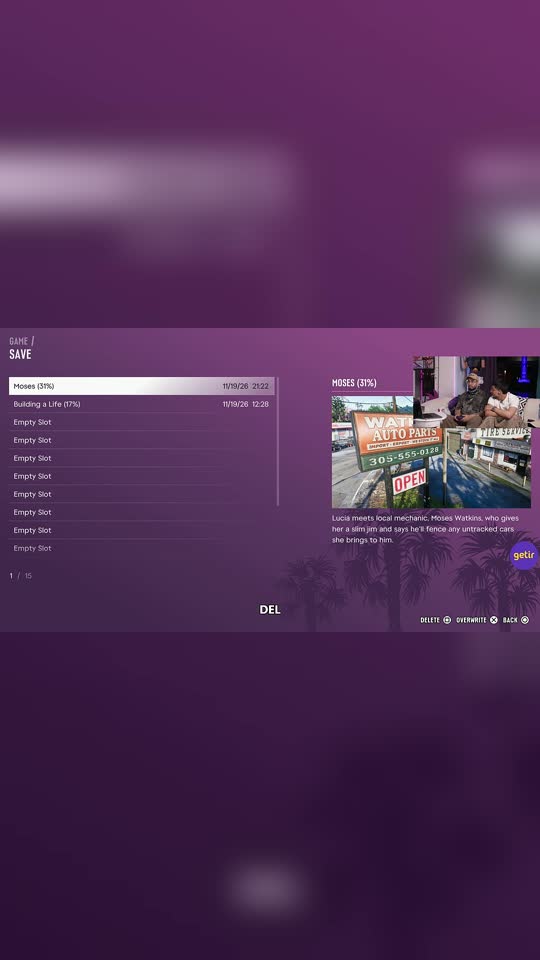 GAME /
SAVE
Moses (31%) 11/19/26 21:22
Building a Life (17%) 11/19/26 12:28
Empty Slot
Empty Slot
Empty Slot
Empty Slot
Empty Slot
Empty Slot
Empty Slot
Empty Slot
1 / 15
MOSES (31%)
AUTO PARTS
IMPORT - EXPORT
305-555-0128
OPEN
TIRE SERVICE
Lucia meets local mechanic, Moses Watkins, who gives
her a slim jim and says he'll fence any untracked cars
she brings to him.
getir
DEL
DELETE OVERWRITE BACK